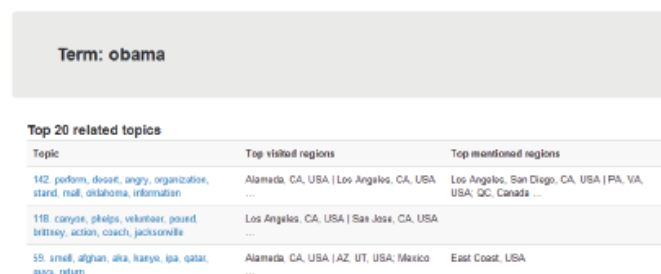 Term: obama
Top 20 related topics
Topic Top visited regions Top mentioned regions
142. perform, desert, angry, organization, Alameda, CA, USA | Los Angeles, CA, USA Los Angeles, San Diego, CA, USA | PA, VA,
stand, mall, oklahoma, information ... USA; QC, Canada ...
118. canyon, phelps, volunteer, pound, Los Angeles, CA, USA | San Jose, CA, USA
brittney, action, coach, jacksonville ...
59. smell, afghan, aka, kanye, ipa, qatar, Alameda, CA, USA | AZ, UT, USA; Mexico East Coast, USA
guys, return ...